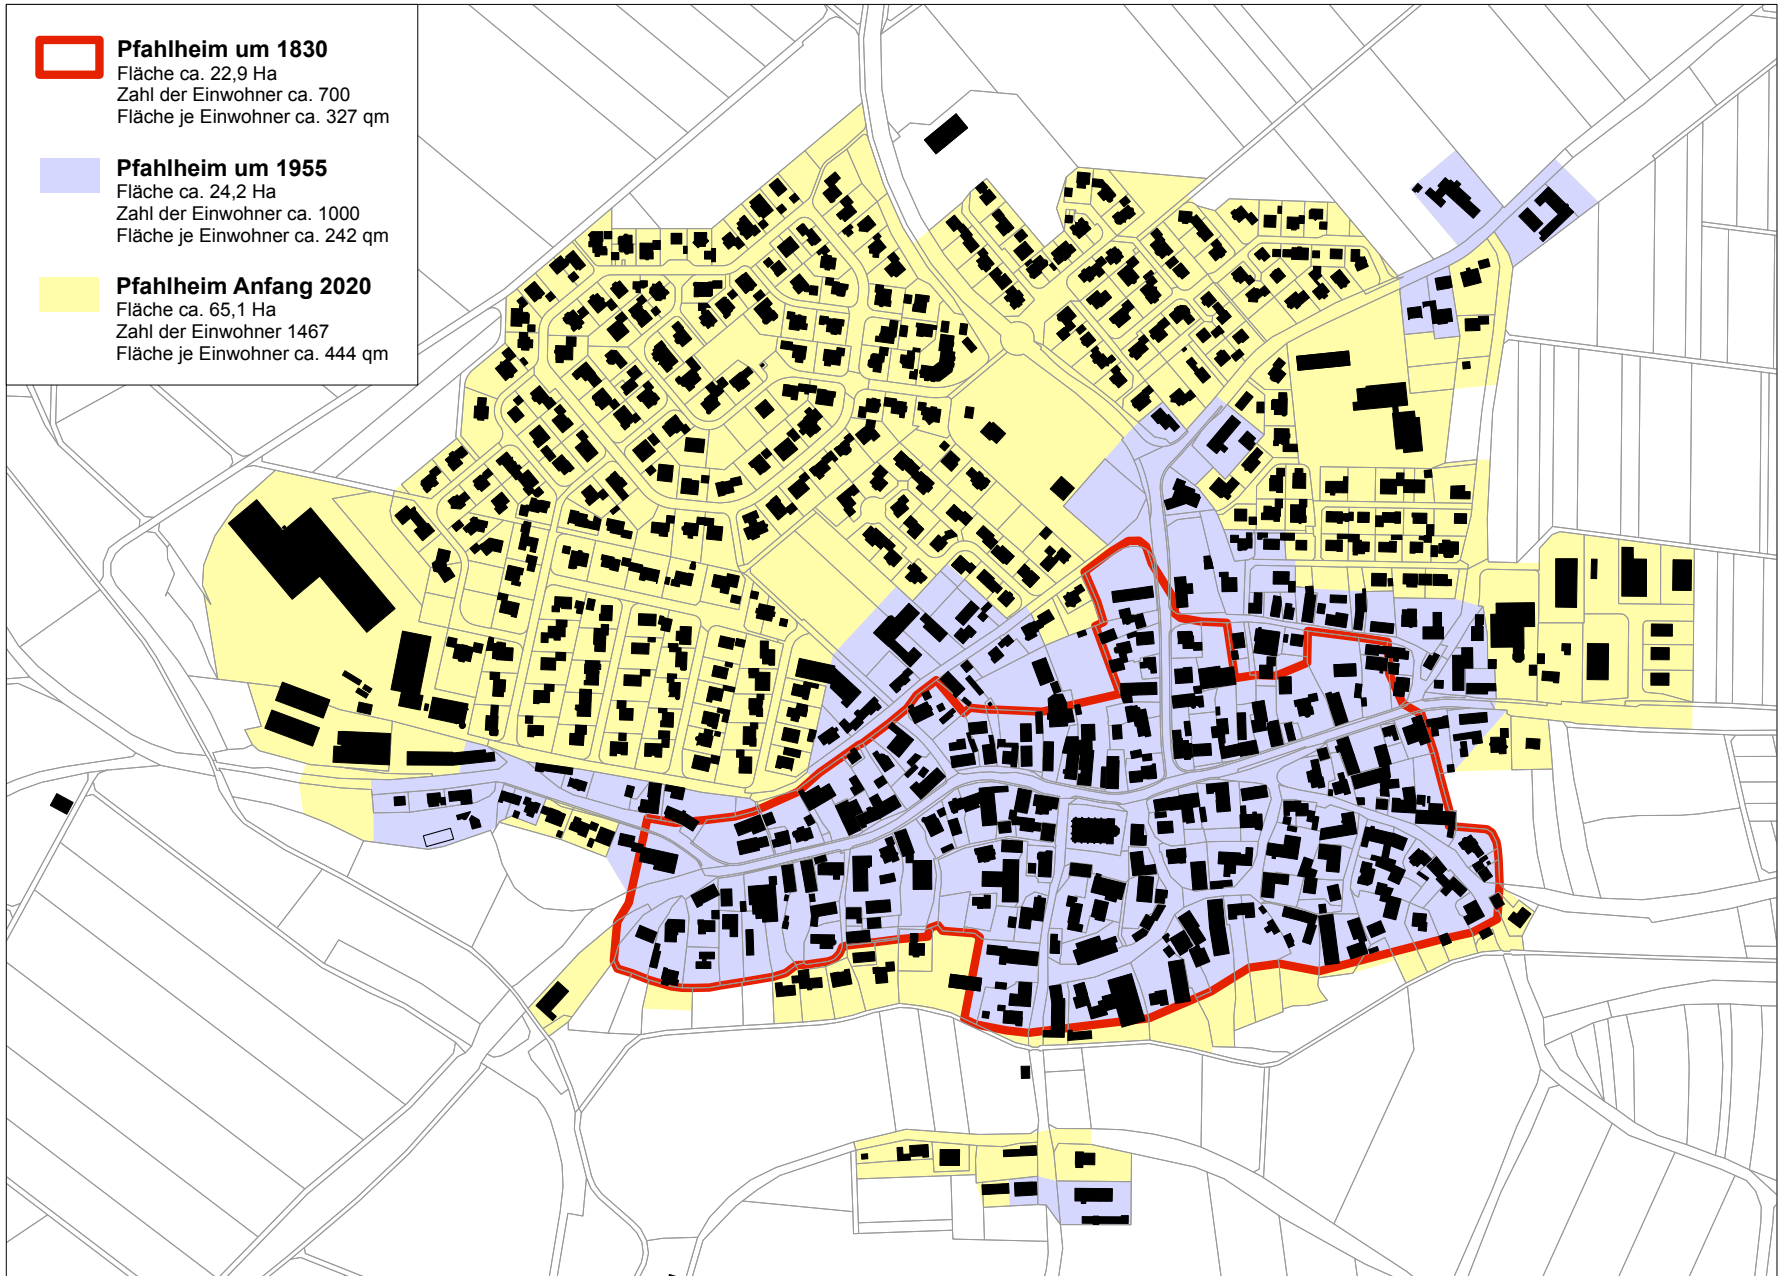 Pfahlheim um 1830
Fläche ca. 22,9 Ha
Zahl der Einwohner ca. 700
Fläche je Einwohner ca. 327 qm
Pfahlheim um 1955
Fläche ca. 24,2 Ha
Zahl der Einwohner ca. 1000
Fläche je Einwohner ca. 242 qm
Pfahlheim Anfang 2020
Fläche ca. 65,1 Ha
Zahl der Einwohner 1467
Fläche je Einwohner ca. 444 qm